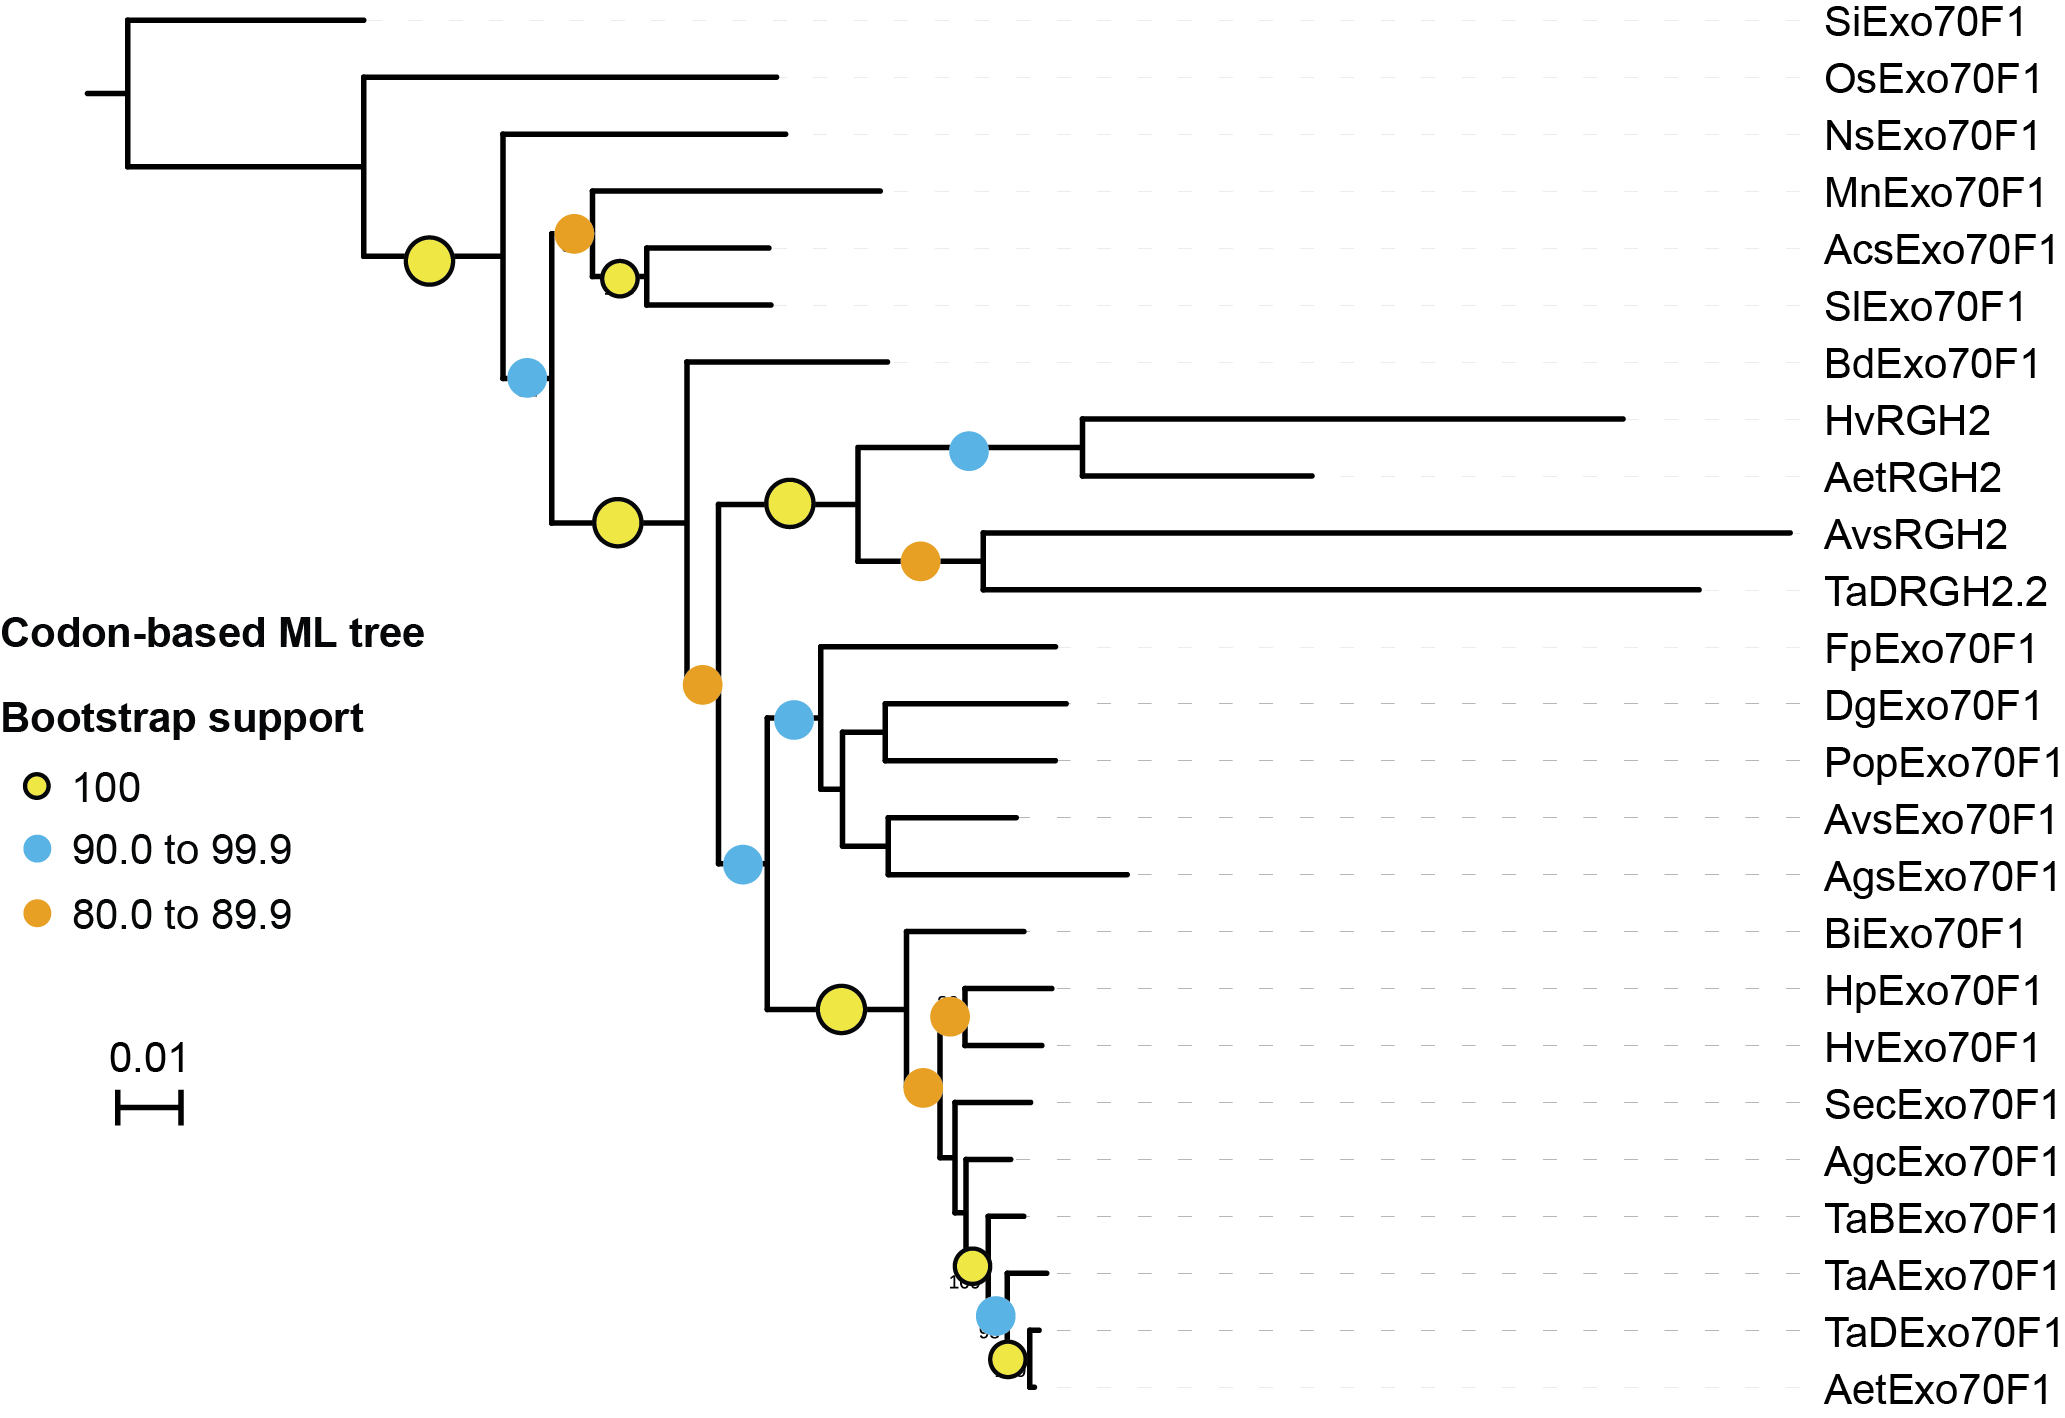 SiExo70F1
OsExo70F1
NsExo70F1
MnExo70F1
AcsExo70F1
SlExo70F1
BdExo70F1
HvRGH2
AetRGH2
AvsRGH2
TaDRGH2.2
Codon-based ML tree
FpExo70F1
DgExo70F1
Bootstrap support
PopExo70F1
100
AvsExo70F1
90.0 to 99.9
AgsExo70F1
80.0 to 89.9
BiExo70F1
HpExo70F1
HvExo70F1
0.01
SecExo70F1
AgcExo70F1
TaBExo70F1
TaAExo70F1
TaDExo70F1
AetExo70F1